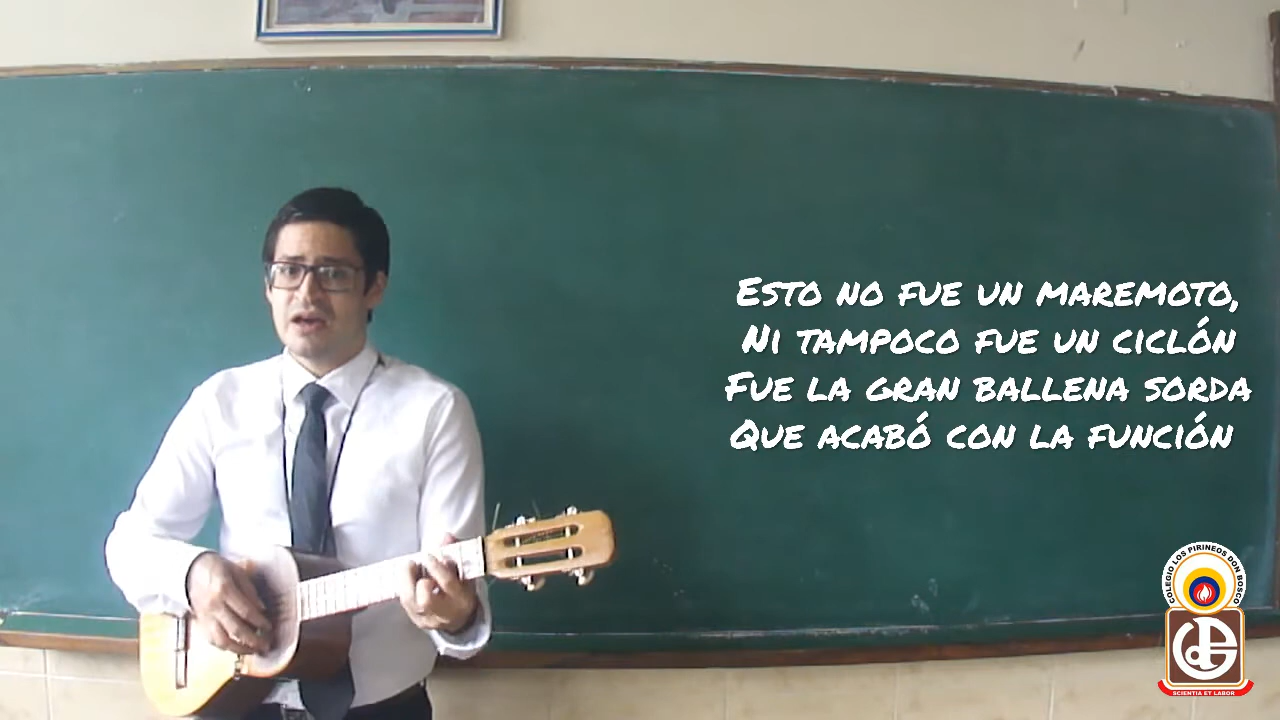 Esto no fue un maremoto,
Ni tampoco fue un ciclón
Fue la gran ballena sorda
Que acabó con la función
COLEGIO LOS PIRINEOS DON BOSCO
SCIENTIA ET LABOR